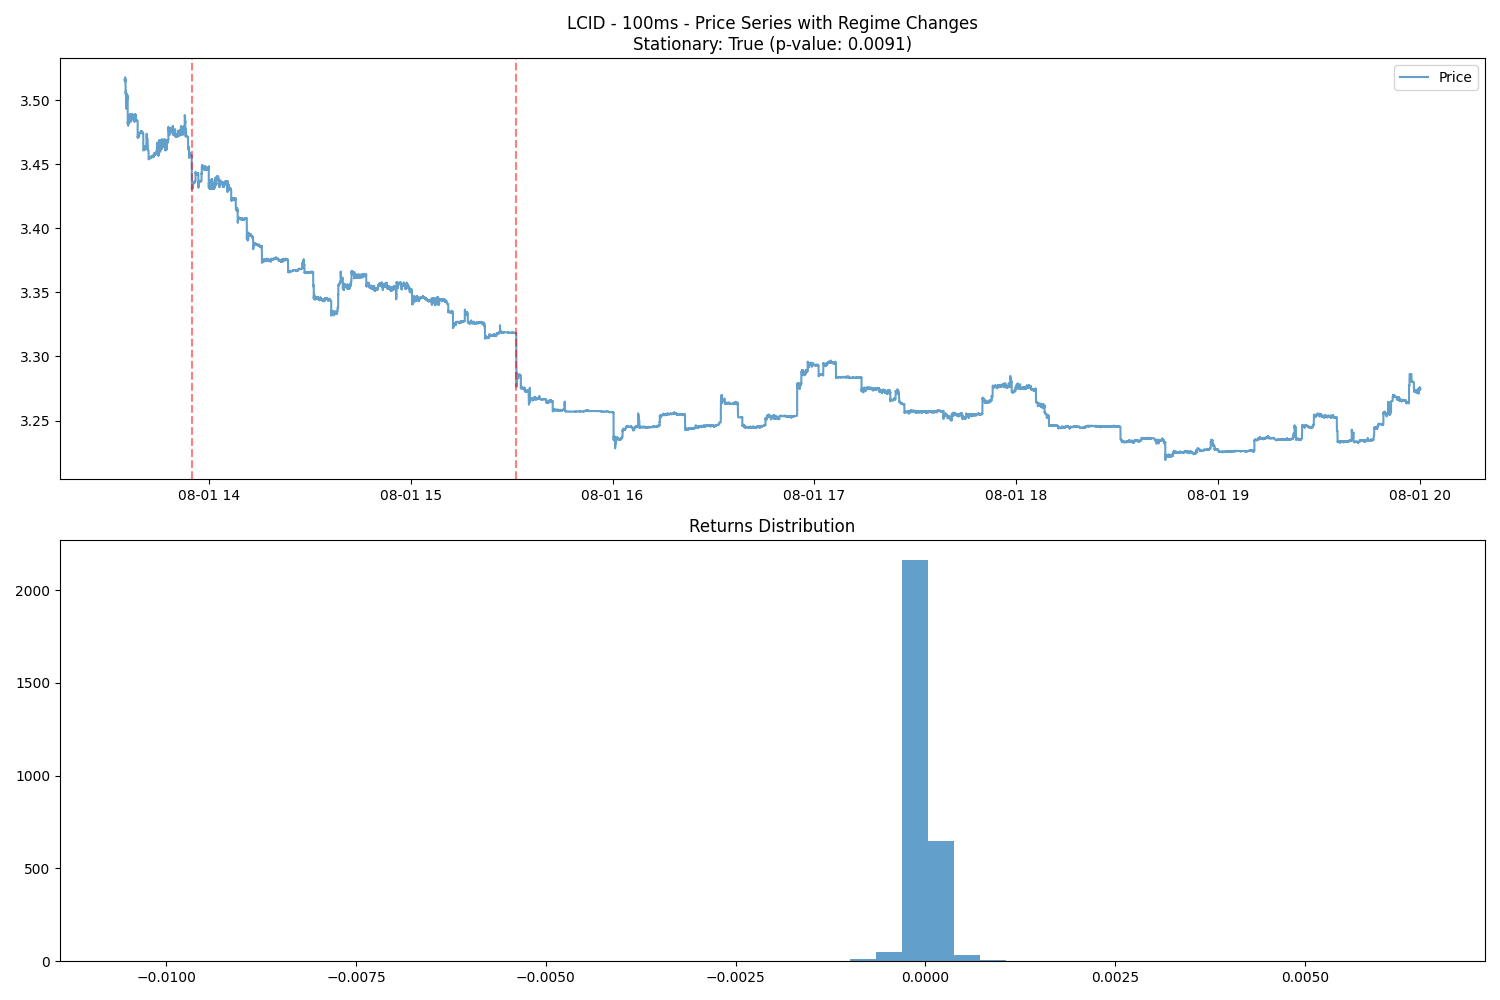 LCID - 100ms - Price Series with Regime Changes
Stationary: True (p-value: 0.0091)
Price
3.50
3.45
3.40
3.35
3.30
3.25
08-01 14 08-01 15 08-01 16 08-01 17 08-01 18 08-01 19 08-01 20
Returns Distribution
2000
1500
1000
500
0
−0.0100 −0.0075 −0.0050 −0.0025 0.0000 0.0025 0.0050